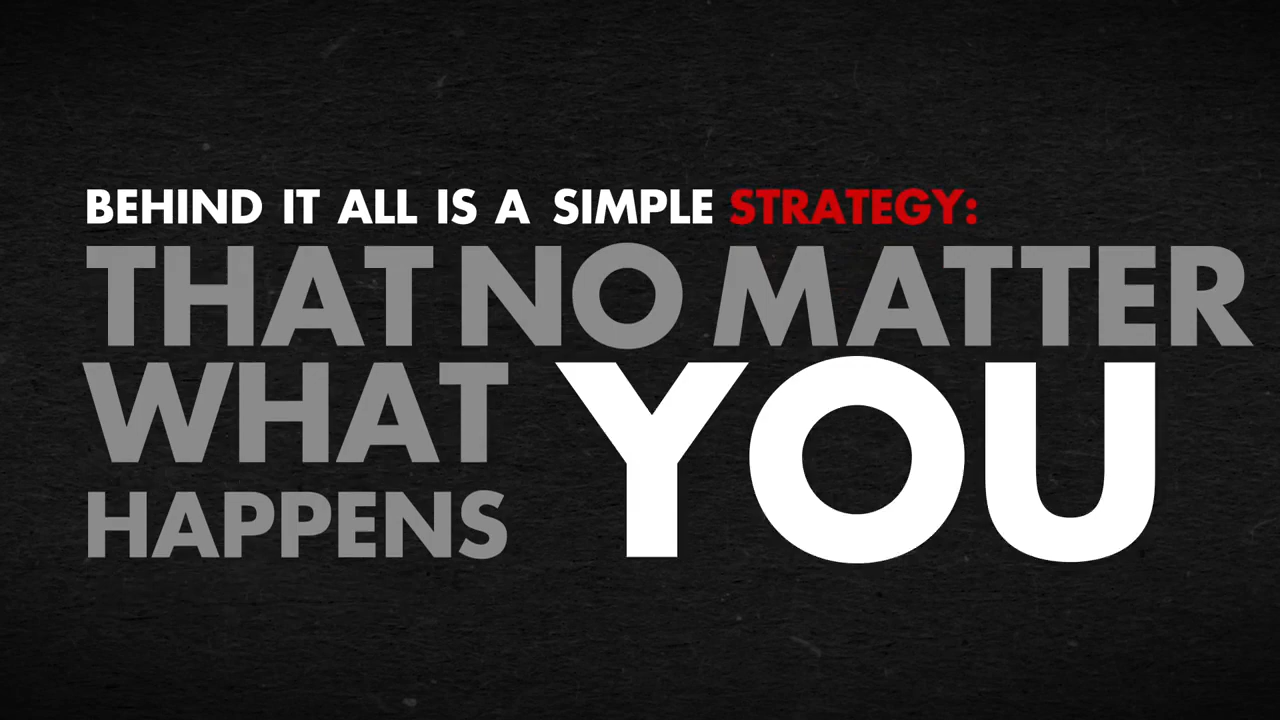 BEHIND IT ALL IS A SIMPLE STRATEGY:
THAT NO MATTER
WHAT YOU
HAPPENS